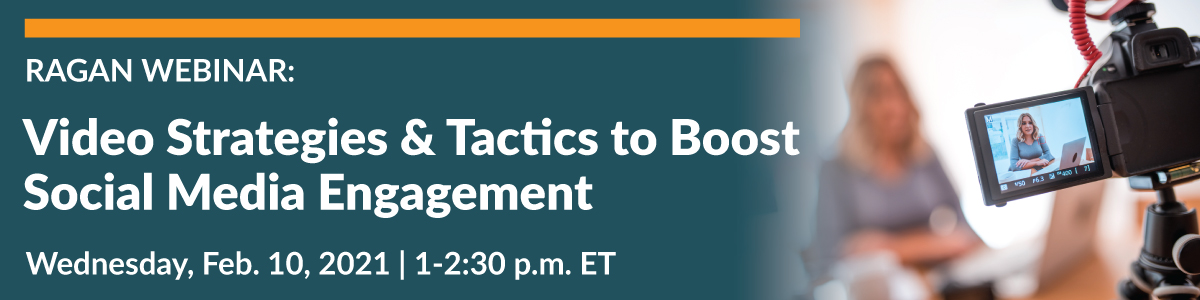 RAGAN WEBINAR:
Video Strategies & Tactics to Boost
Social Media Engagement
Wednesday, Feb. 10, 2021 | 1-2:30 p.m. ET